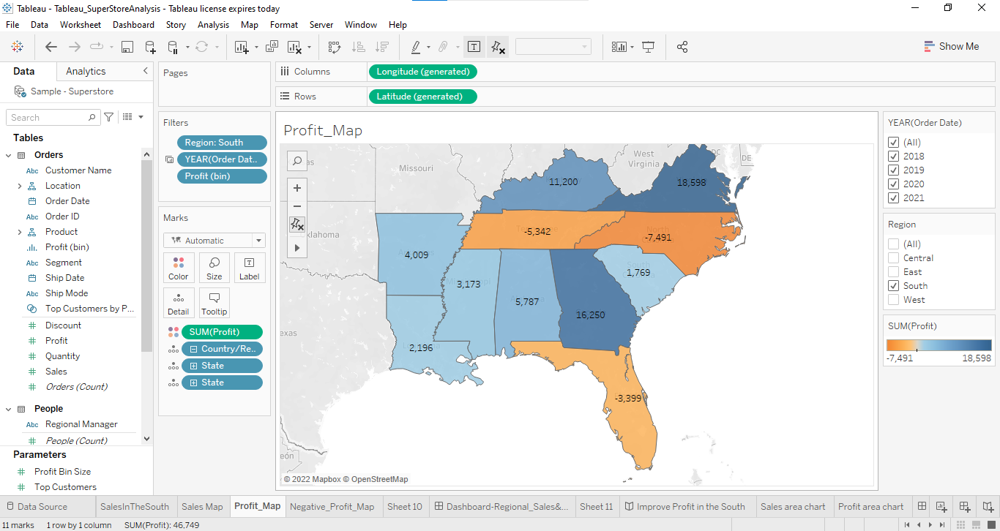 Tableau - Tableau_SuperStoreAnalysis - Tableau license expires today
File Data Worksheet Dashboard Story Analysis Map Format Server Window Help
Show Me
Data Analytics
Sample - Superstore
Search
Tables
Orders
Abc Customer Name
Location
Order Date
Abc Order ID
Product
Profit (bin)
Abc Segment
Ship Date
Abc Ship Mode
Top Customers by P...
Discount
Profit
Quantity
Sales
Orders (Count)
People
Abc Regional Manager
People (Count)
Parameters
Profit Bin Size
Top Customers
Pages
Filters
Region: South
YEAR(Order Dat..
Profit (bin)
Marks
Automatic
Color Size Label
Detail Tooltip
SUM(Profit)
Country/Re..
State
State
Columns Longitude (generated)
Rows Latitude (generated)
Profit_Map
Missouri
West
Virginia
DC
DE
klahoma
exas
eón
11,200
18,598
-5,342
-7,491
4,009
3,173
5,787
1,769
16,250
2,196
-3,399
© 2022 Mapbox © OpenStreetMap
YEAR(Order Date)
(All)
2018
2019
2020
2021
Region
(All)
Central
East
South
West
SUM(Profit)
-7,491 18,598
Data Source SalesInTheSouth Sales Map Profit_Map Negative_Profit_Map Sheet 10 Dashboard-Regional_Sales&... Sheet 11 Improve Profit in the South Sales area chart Profit area chart
11 marks 1 row by 1 column SUM(Profit): 46,749